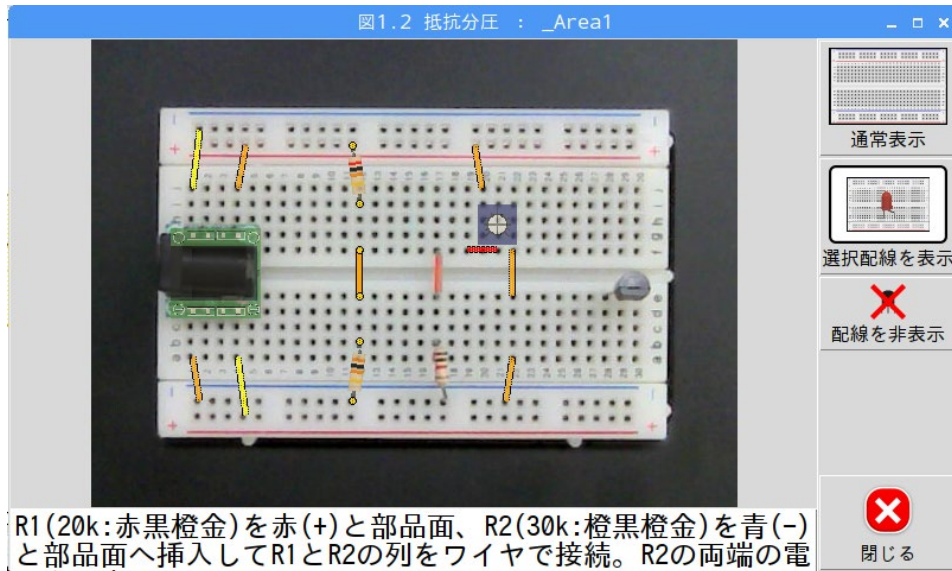 図1.2 抵抗分圧 : _Area1
通常表示
選択配線を表示
配線を非表示
閉じる
R1(20k:赤黒橙金)を赤(+)と部品面、R2(30k:橙黒橙金)を青(-)
と部品面へ挿入してR1とR2の列をワイヤで接続。R2の両端の電